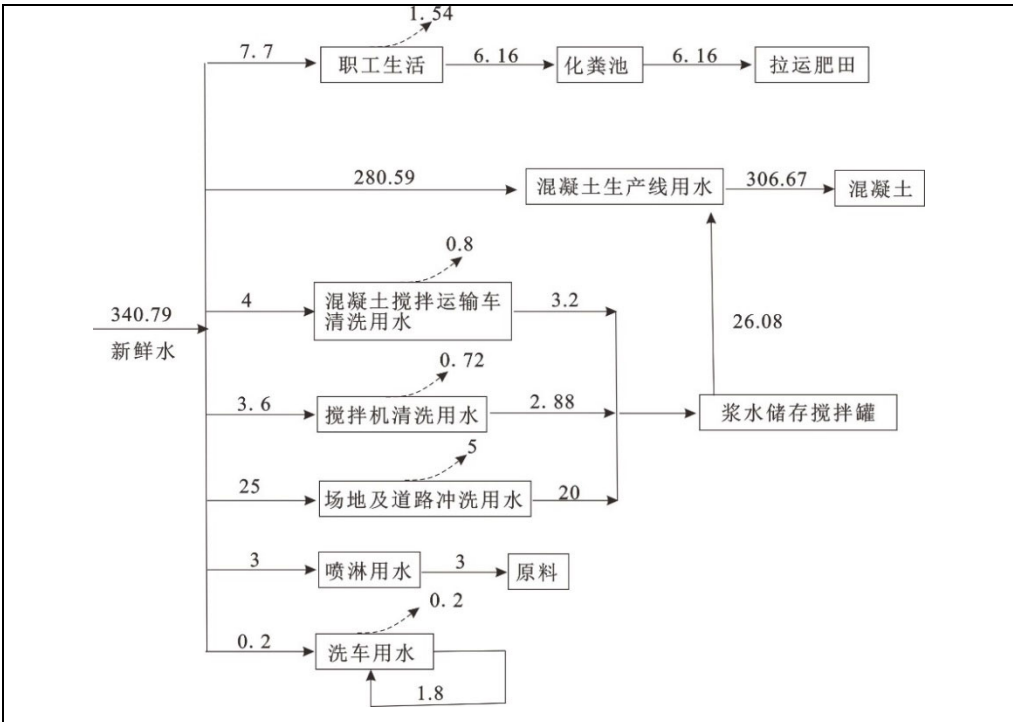 1. 54
7. 7
职工生活
6. 16
化粪池
6. 16
拉运肥田
280.59
混凝土生产线用水
306.67
混凝土
0.8
4
混凝土搅拌运输车
清洗用水
3.2
340.79
新鲜水
26.08
0.72
3.6
搅拌机清洗用水
2.88
浆水储存搅拌罐
5
25
场地及道路冲洗用水
20
3
喷淋用水
3
原料
0. 2
0. 2
洗车用水
1.8